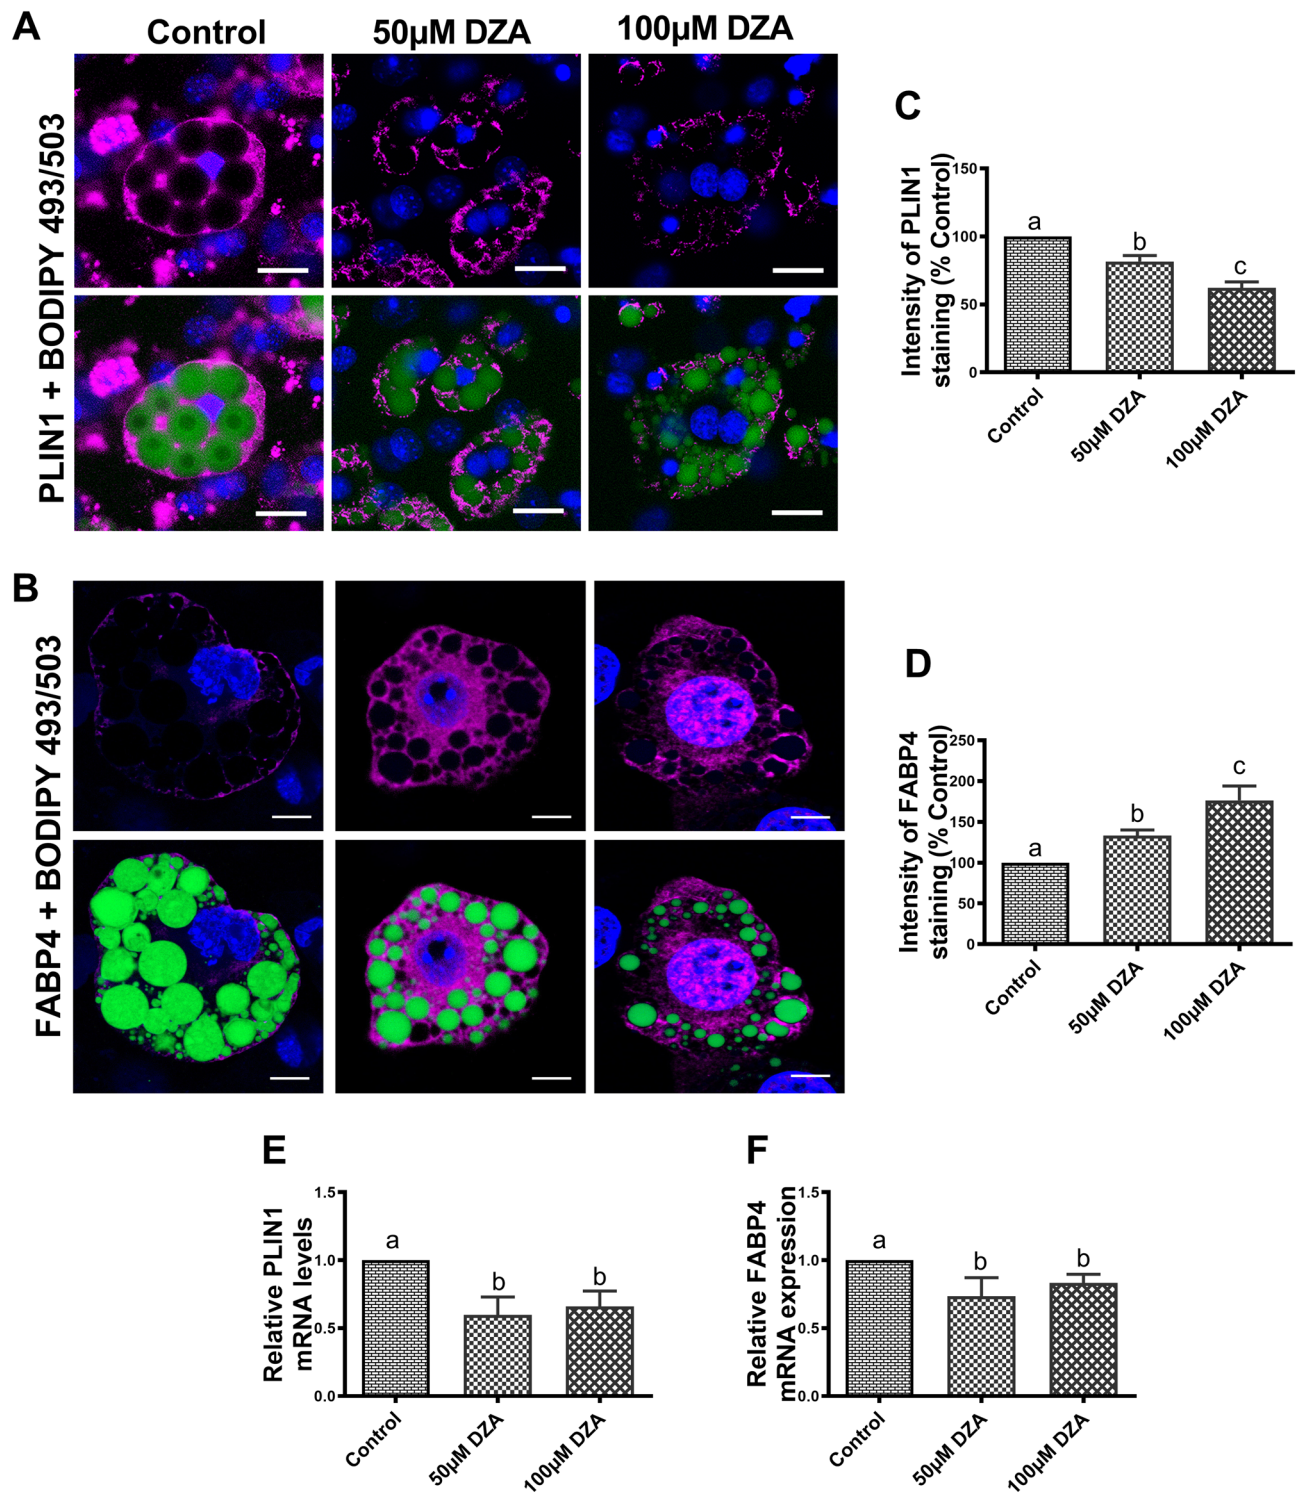 A
Control
50µM DZA
100µM DZA
PLIN1 + BODIPY 493/503
B
FABP4 + BODIPY 493/503
C
Intensity of PLIN1
staining (% Control)
150
100
50
0
a
b
c
Control
50µM DZA
100µM DZA
D
Intensity of FABP4
staining (% Control)
250
200
150
100
50
0
a
b
c
Control
50µM DZA
100µM DZA
E
Relative PLIN1
mRNA levels
1.5
1.0
0.5
0.0
a
b
b
Control
50µM DZA
100µM DZA
F
Relative FABP4
mRNA expression
1.5
1.0
0.5
0.0
a
b
b
Control
50µM DZA
100µM DZA